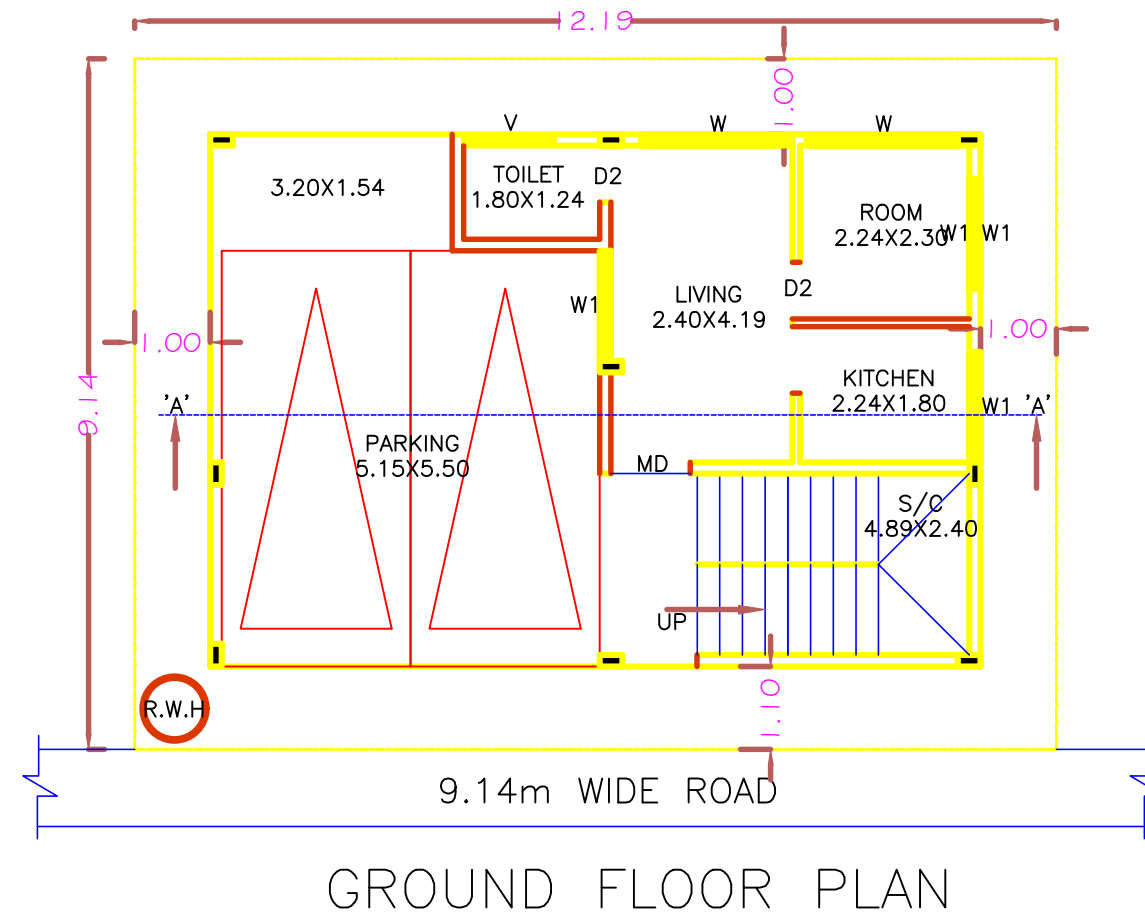 12.19
1.00
V
W
W
TOILET
1.80X1.24
D2
3.20X1.54
ROOM
2.24X2.30
W1
W1
W1
LIVING
2.40X4.19
D2
1.00
1.00
9.14
KITCHEN
2.24X1.80
'A'
W1
'A'
PARKING
5.15X5.50
MD
S/C
4.89X2.40
UP
R.W.H
1.10
9.14m WIDE ROAD
GROUND FLOOR PLAN